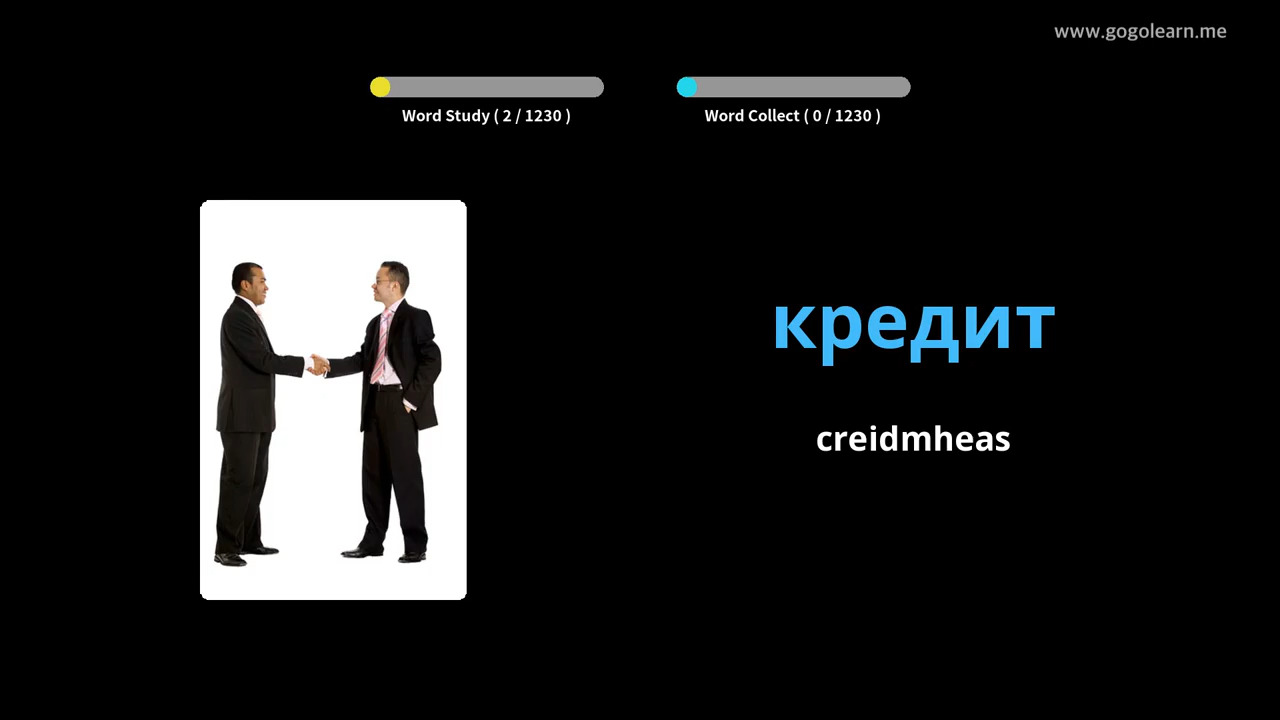 www.gogolearn.me
Word Study ( 2 / 1230 )
Word Collect ( 0 / 1230 )
кредит
creidmheas